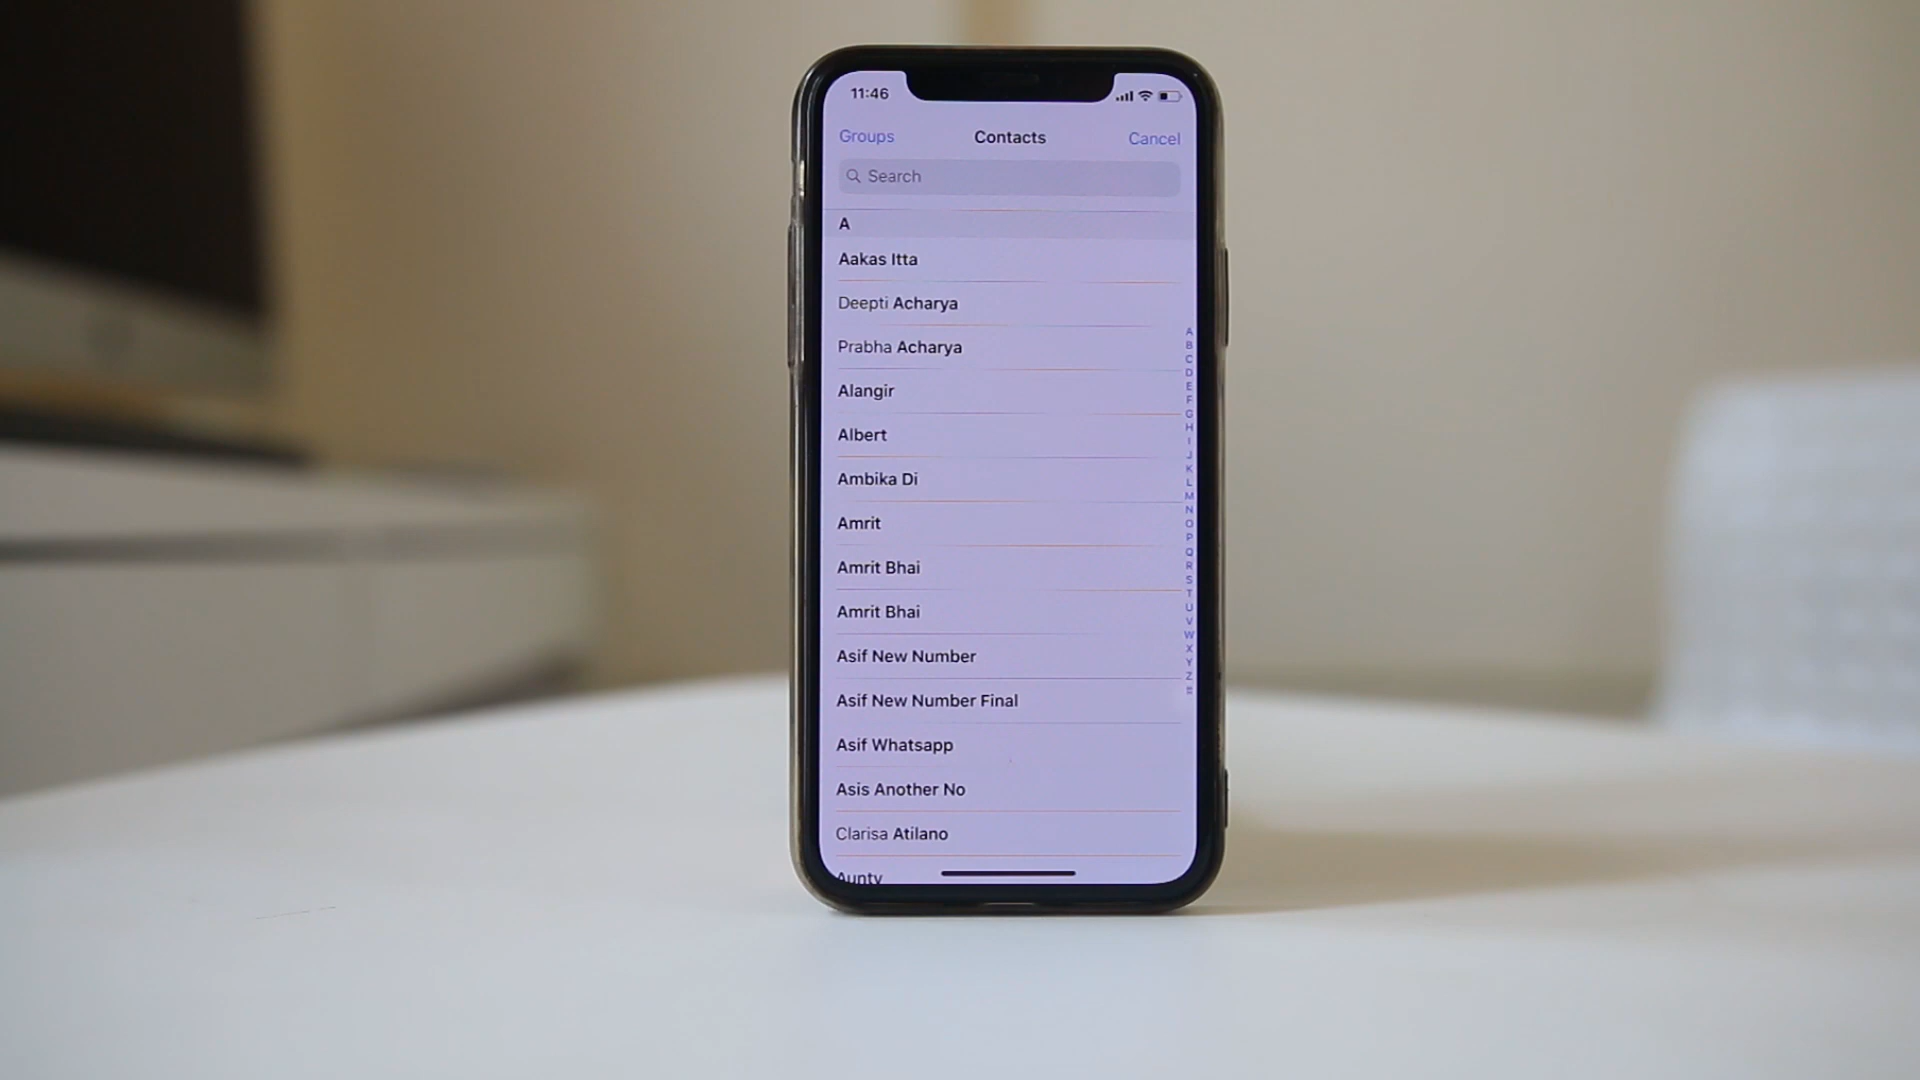 11:46
Groups Contacts Cancel
Search
A
Aakas Itta
Deepti Acharya
Prabha Acharya
Alangir
Albert
Ambika Di
Amrit
Amrit Bhai
Amrit Bhai
Asif New Number
Asif New Number Final
Asif Whatsapp
Asis Another No
Clarisa Atilano
Aunty
A
B
C
D
E
F
G
H
I
J
K
L
M
N
O
P
Q
R
S
T
U
V
W
X
Y
Z
#